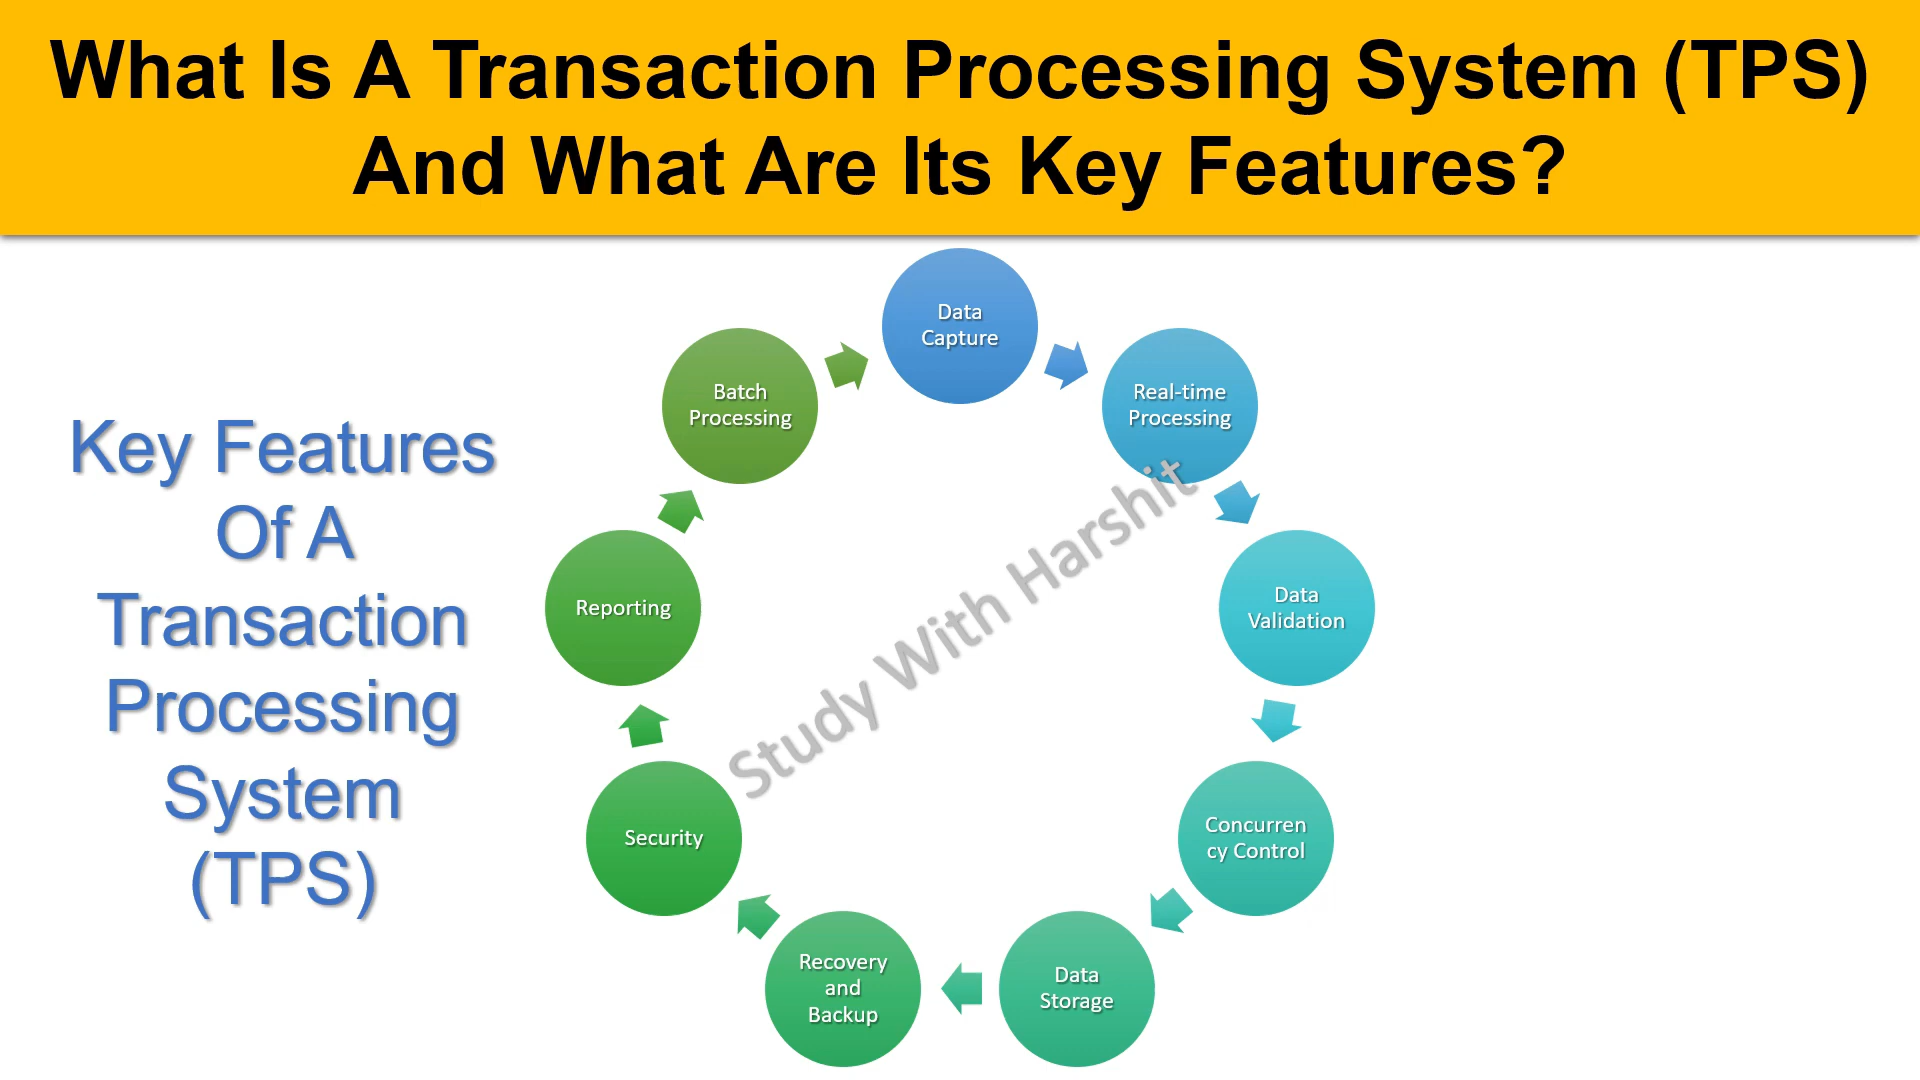 What Is A Transaction Processing System (TPS)
And What Are Its Key Features?
Key Features
Of A
Transaction
Processing
System
(TPS)
Data
Capture
Real-time
Processing
Data
Validation
Concurren
cy Control
Data
Storage
Recovery
and
Backup
Security
Reporting
Batch
Processing
Study With Harshit